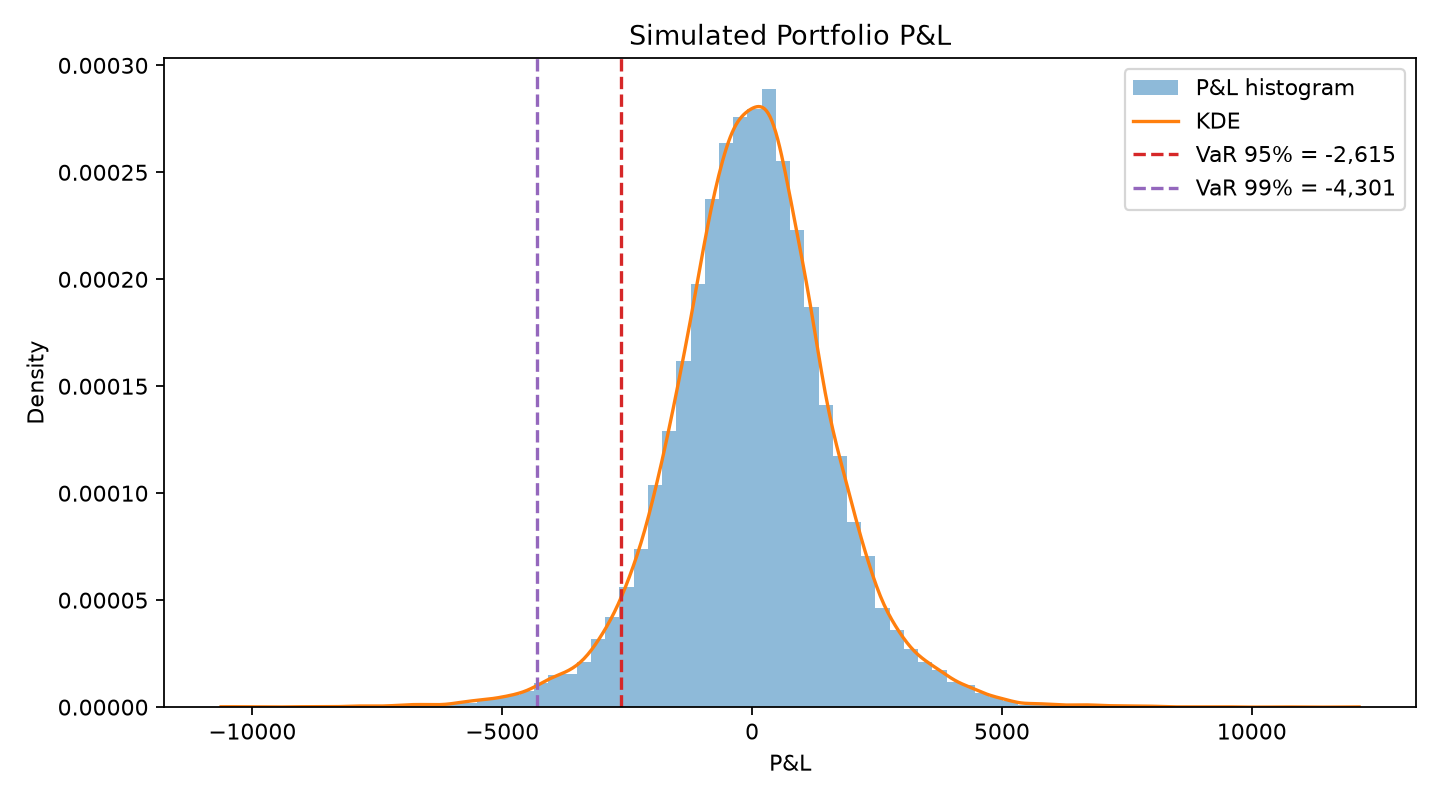 Simulated Portfolio P&L
0.00030
0.00025
0.00020
0.00015
0.00010
0.00005
0.00000
Density
P&L histogram
KDE
VaR 95% = -2,615
VaR 99% = -4,301
−10000
−5000
0
5000
10000
P&L